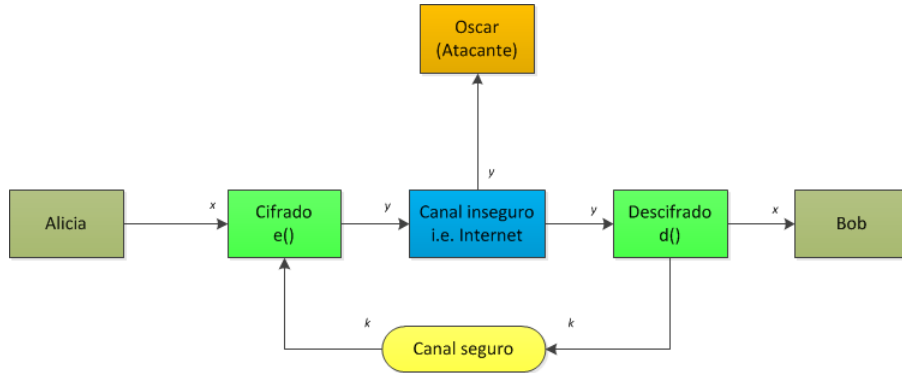 Oscar
(Atacante)
y
Alicia
x
Cifrado
e()
y
Canal inseguro
i.e. Internet
y
Descifrado
d()
x
Bob
k
Canal seguro
k